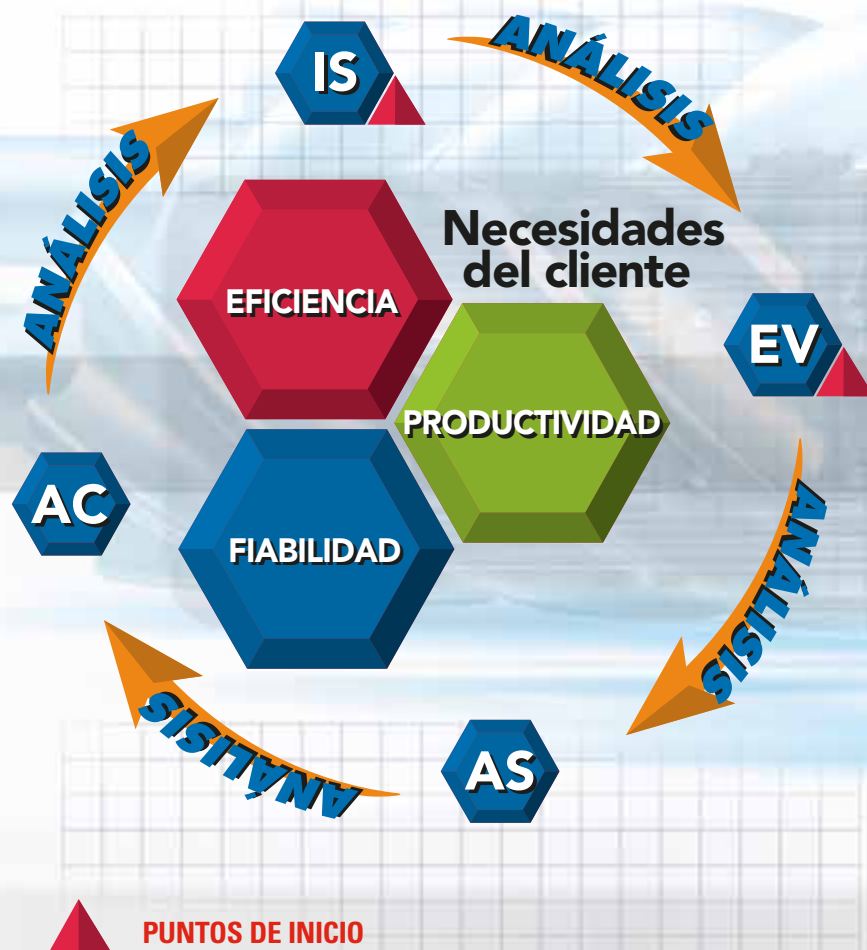 IS
ANÁLISIS
ANÁLISIS
Necesidades
del cliente
EFICIENCIA
EV
PRODUCTIVIDAD
AC
FIABILIDAD
ANÁLISIS
ANÁLISIS
AS
PUNTOS DE INICIO